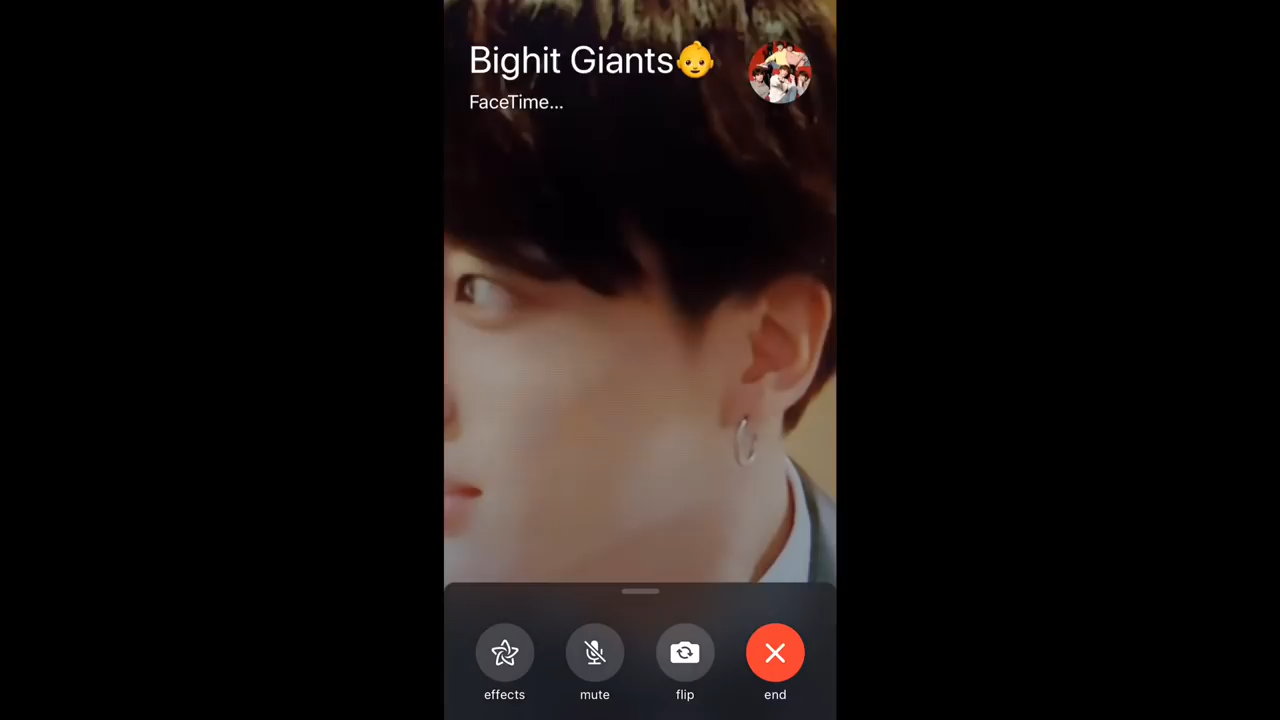 Bighit Giants👶
FaceTime...
effects
mute
flip
end